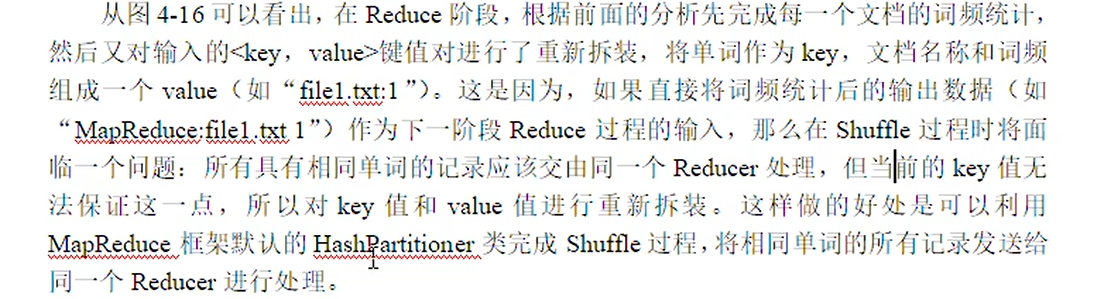 从图 4-16 可以看出，在 Reduce 阶段，根据前面的分析先完成每一个文档的词频统计，
然后又对输入的<key，value>键值对进行了重新拆装，将单词作为 key，文档名称和词频
组成一个 value（如“file1.txt:1”）。这是因为，如果直接将词频统计后的输出数据（如
“MapReduce:file1.txt 1”）作为下一阶段 Reduce 过程的输入，那么在 Shuffle 过程时将面
临一个问题：所有具有相同单词的记录应该交由同一个 Reducer 处理，但当前的 key 值无
法保证这一点，所以对 key 值和 value 值进行重新拆装。这样做的好处是可以利用
MapReduce 框架默认的 HashPartitioner 类完成 Shuffle 过程，将相同单词的所有记录发送给
同一个 Reducer 进行处理。